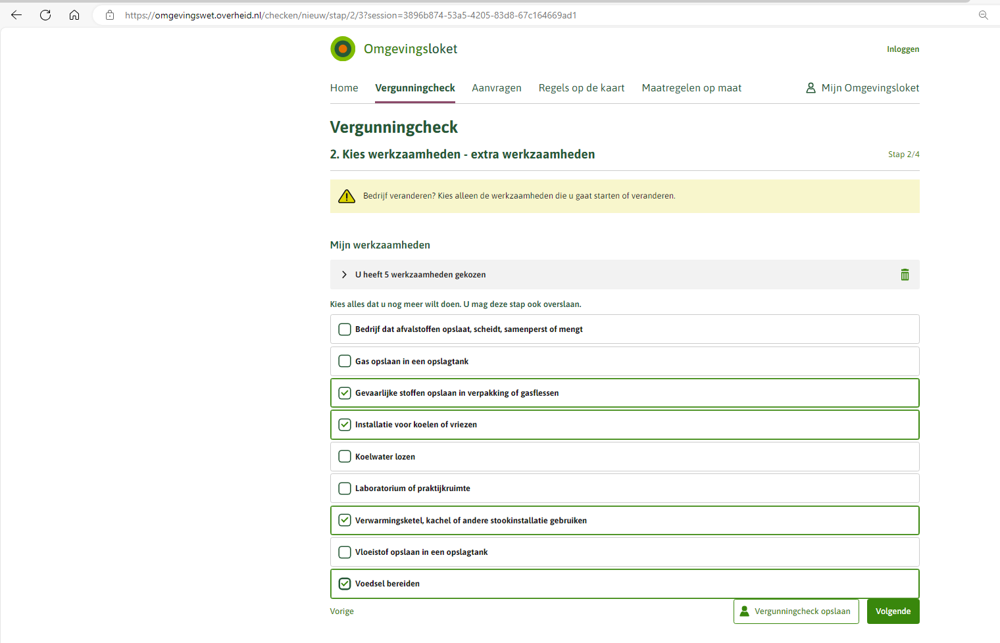 https://omgevingswet.overheid.nl/checken/nieuw/stap/2/3?session=3896b874-53a5-4205-83d8-67c164669ad1
Omgevingsloket
Inloggen
Home Vergunningcheck Aanvragen Regels op de kaart Maatregelen op maat Mijn Omgevingsloket
Vergunningcheck
2. Kies werkzaamheden - extra werkzaamheden
Stap 2/4
Bedrijf veranderen? Kies alleen de werkzaamheden die u gaat starten of veranderen.
Mijn werkzaamheden
U heeft 5 werkzaamheden gekozen
Kies alles dat u nog meer wilt doen. U mag deze stap ook overslaan.
Bedrijf dat afvalstoffen opslaat, scheidt, samenperst of mengt
Gas opslaan in een opslagtank
Gevaarlijke stoffen opslaan in verpakking of gasflessen
Installatie voor koelen of vriezen
Koelwater lozen
Laboratorium of praktijkruimte
Verwarmingsketel, kachel of andere stookinstallatie gebruiken
Vloeistof opslaan in een opslagtank
Voedsel bereiden
Vorige
Vergunningcheck opslaan
Volgende